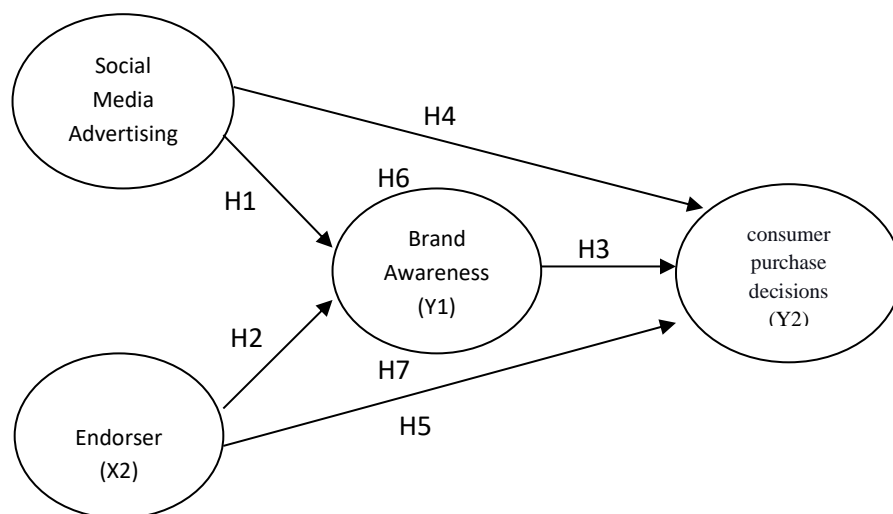 Social
Media
Advertising
H4
H1
H6
Brand
Awareness
(Y1)
H3
consumer
purchase
decisions
(Y2)
H2
H7
H5
Endorser
(X2)